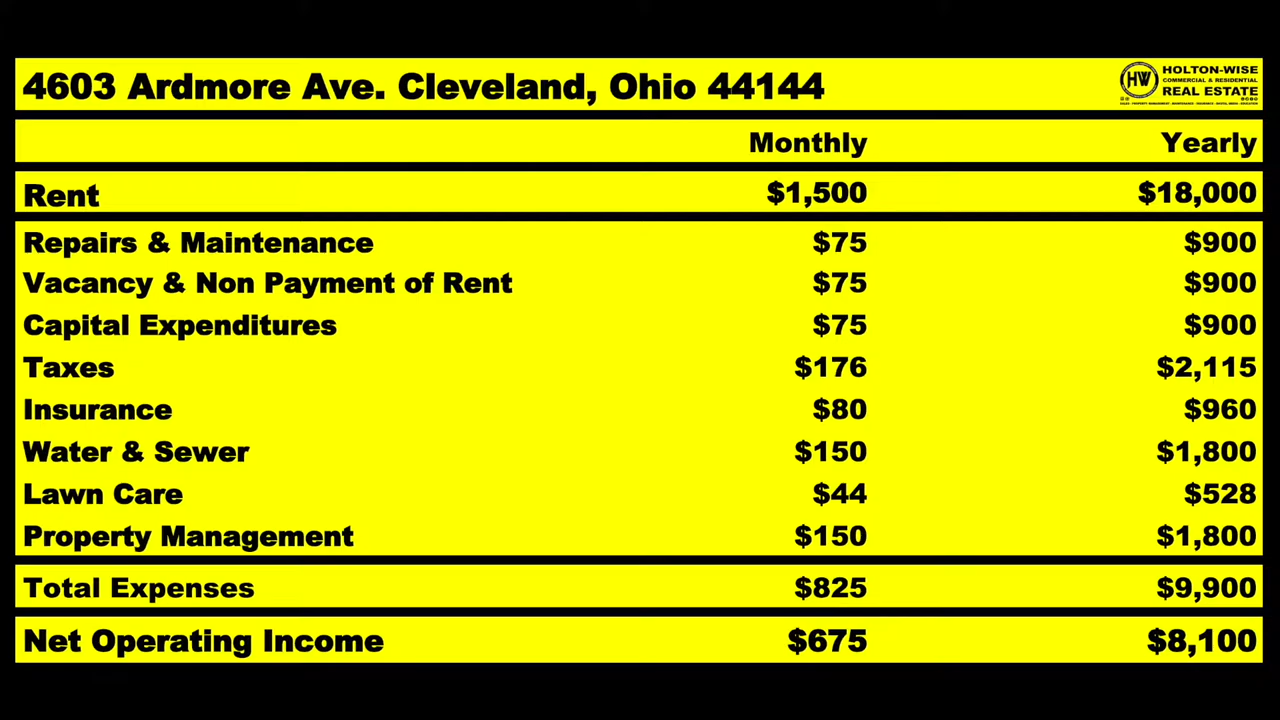 4603 Ardmore Ave. Cleveland, Ohio 44144
HW
HOLTON-WISE
COMMERCIAL & RESIDENTIAL
REAL ESTATE
Monthly Yearly
Rent $1,500 $18,000
Repairs & Maintenance $75 $900
Vacancy & Non Payment of Rent $75 $900
Capital Expenditures $75 $900
Taxes $176 $2,115
Insurance $80 $960
Water & Sewer $150 $1,800
Lawn Care $44 $528
Property Management $150 $1,800
Total Expenses $825 $9,900
Net Operating Income $675 $8,100